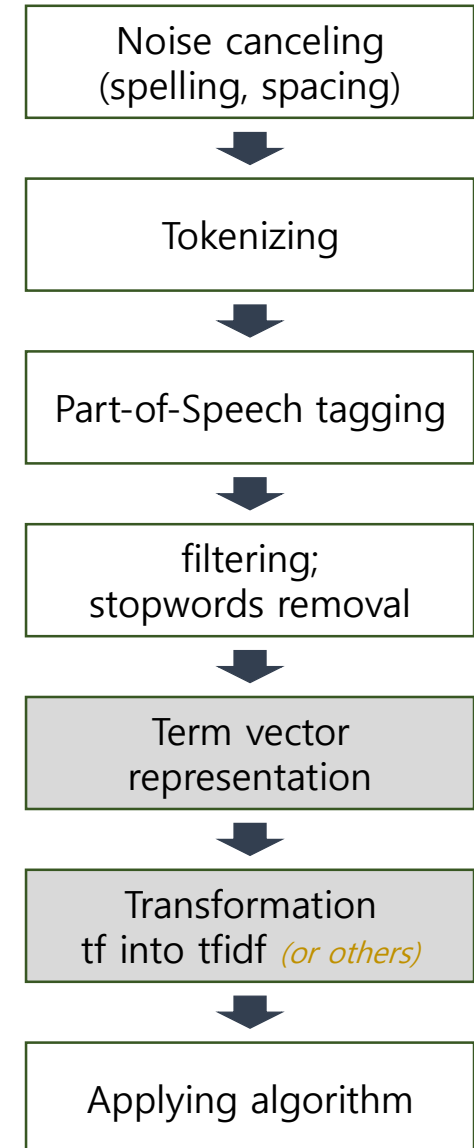 Noise canceling
(spelling, spacing)
Tokenizing
Part-of-Speech tagging
filtering;
stopwords removal
Term vector
representation
Transformation
tf into tfidf (or others)
Applying algorithm